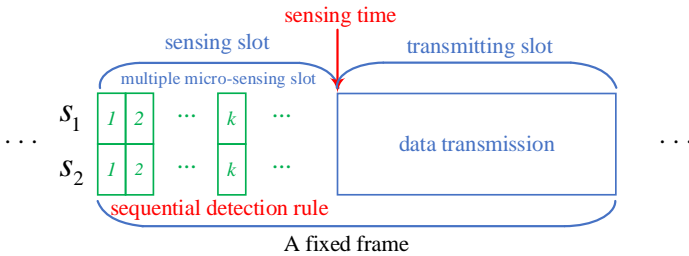 sensing time
sensing slot
transmitting slot
multiple micro-sensing slot
... s₁ 1 2 ... k ... data transmission ...
s₂ 1 2 ... k ...
sequential detection rule
A fixed frame